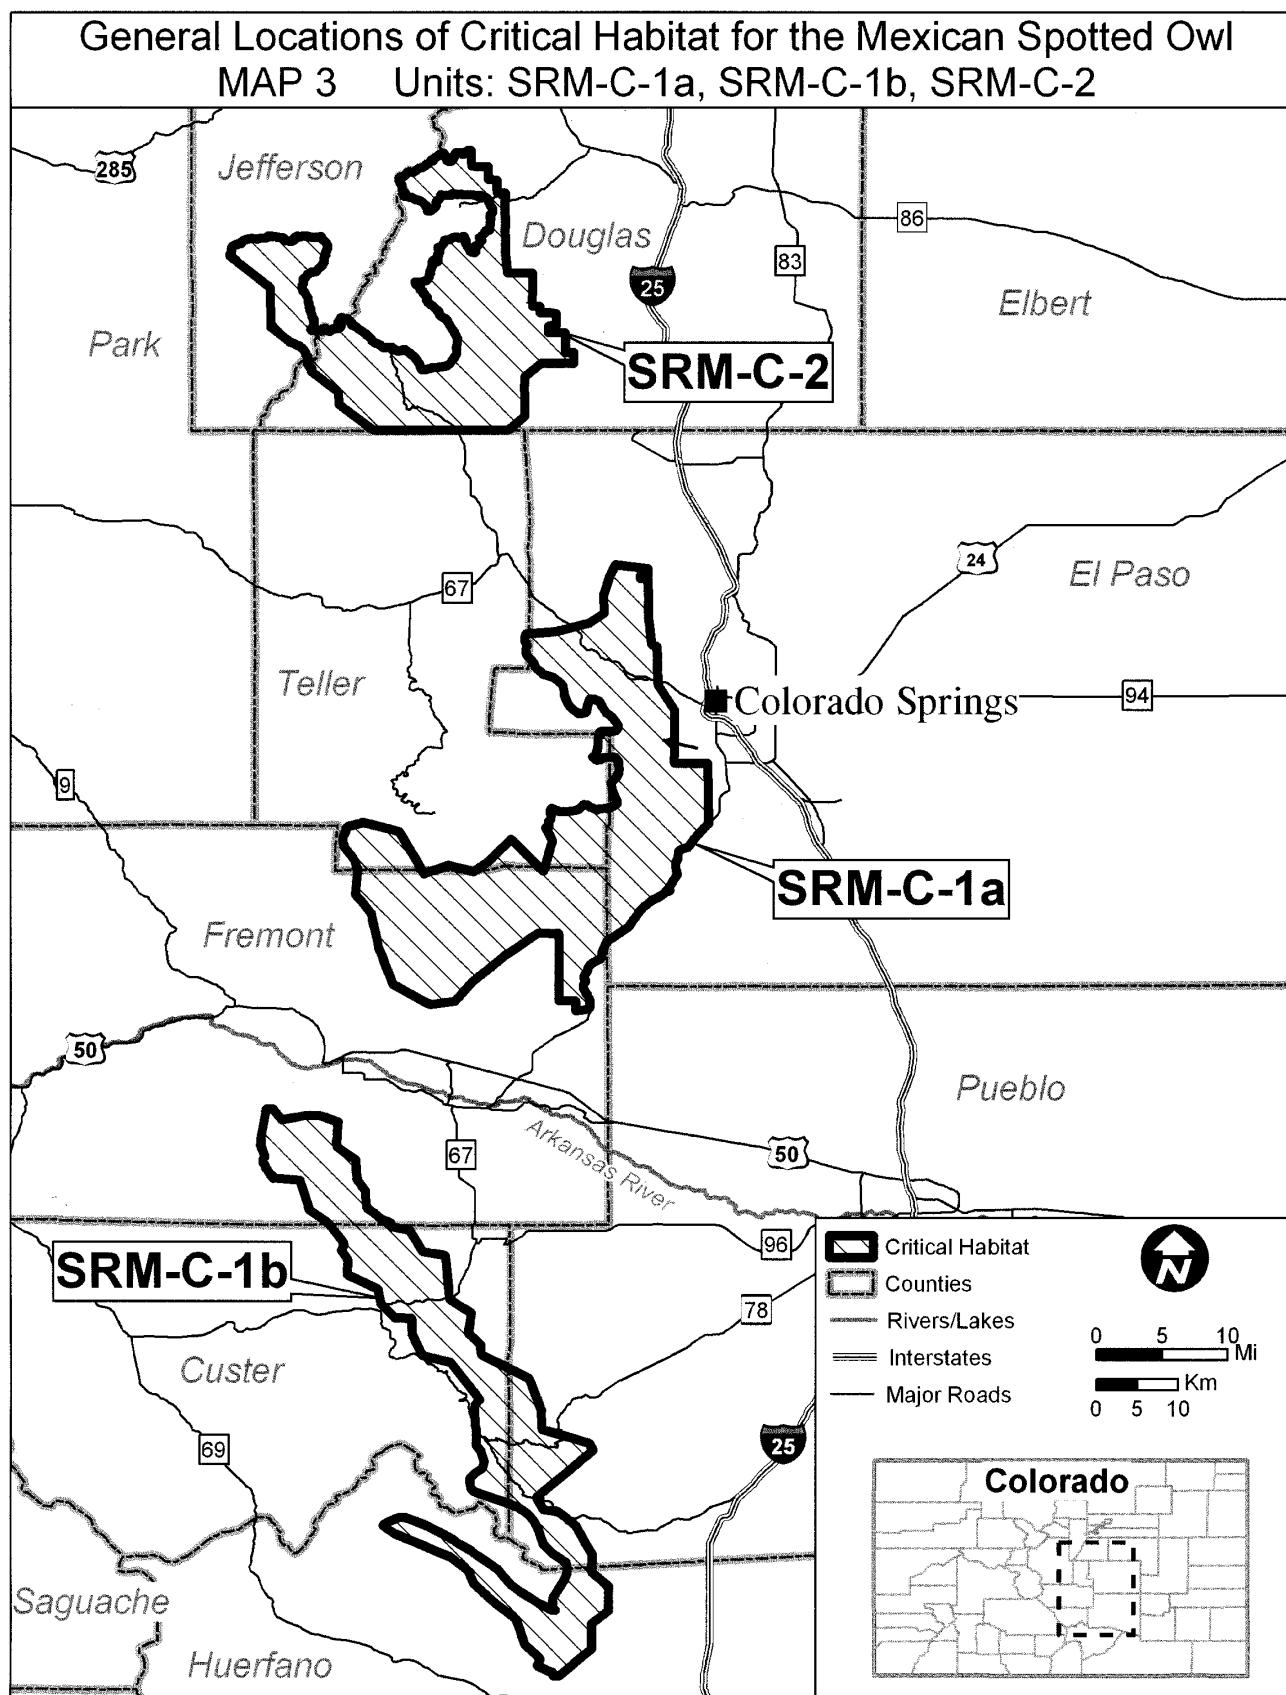 General Locations of Critical Habitat for the Mexican Spotted Owl
MAP 3 Units: SRM-C-1a, SRM-C-1b, SRM-C-2
285
Jefferson
Douglas
86
83
25
Elbert
Park
SRM-C-2
24
El Paso
67
Teller
Colorado Springs
94
9
SRM-C-1a
Fremont
50
Pueblo
Arkansas River
67
50
96
SRM-C-1b
78
Custer
69
25
Saguache
Huerfano
Critical Habitat
Counties
Rivers/Lakes
Interstates
Major Roads
N
0 5 10
Mi
Km
0 5 10
Colorado